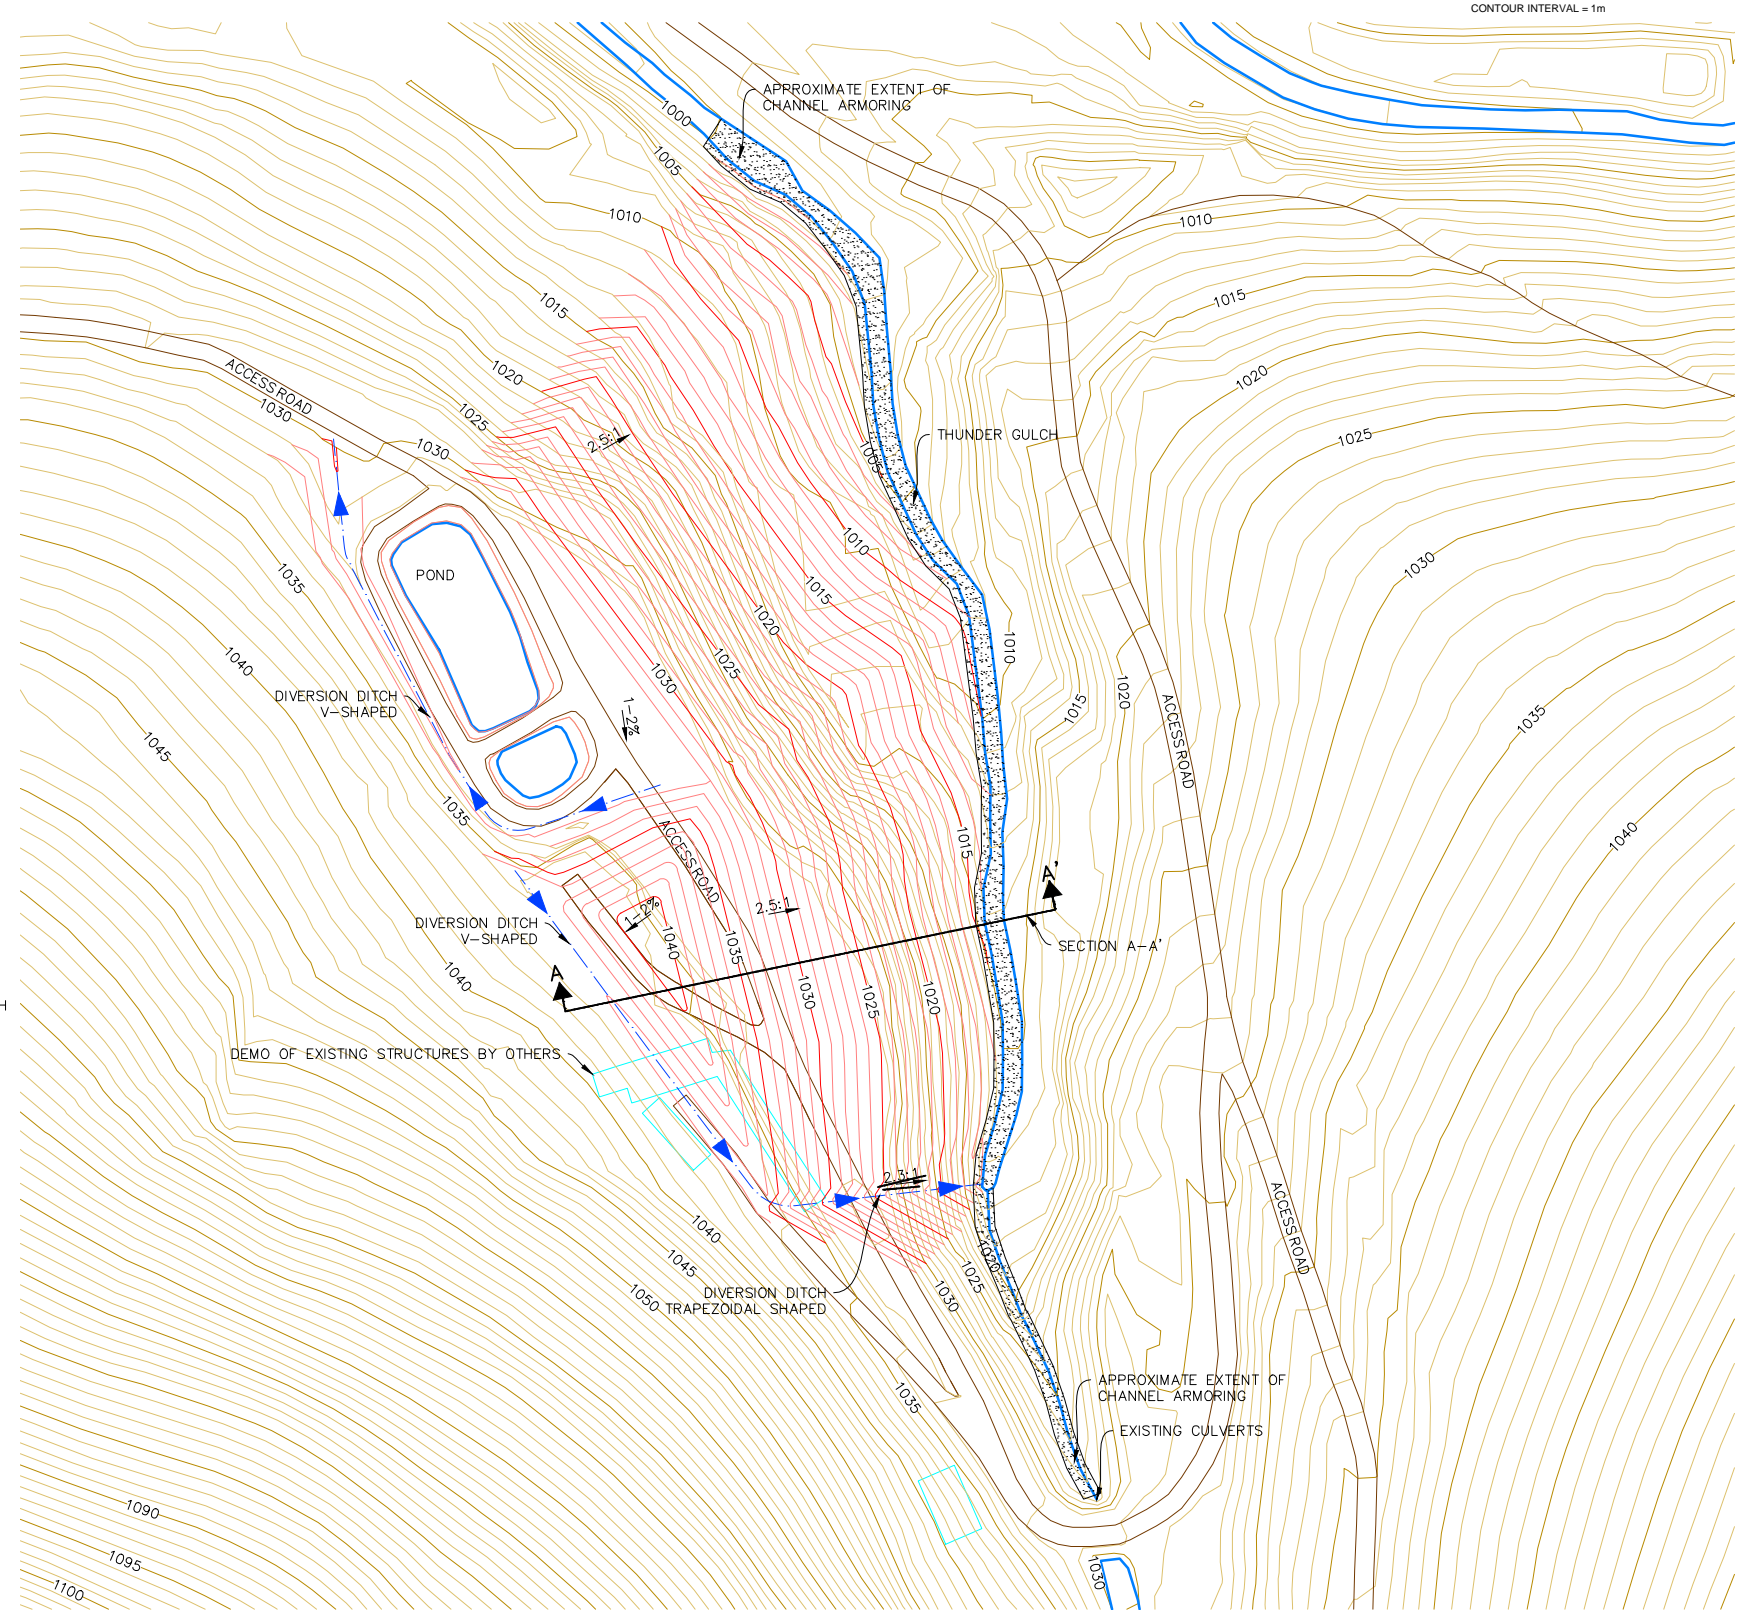 CONTOUR INTERVAL = 1m
APPROXIMATE EXTENT OF
CHANNEL ARMORING
1000
1005
1010
1010
1015
1015
1020
1020
ACCESS ROAD
1030
1025
1025
1030
2.5:1
THUNDER GULCH
1005
1010
1030
POND
1035
1015
1020
1010
1025
1040
1030
1015
1020
DIVERSION DITCH
V-SHAPED
1-2%
1035
1045
ACCESS ROAD
1035
1015
1040
ACCESS ROAD
A'
2.5:1
1-2%
DIVERSION DITCH
V-SHAPED
SECTION A-A'
1040
1035
A
1040
1030
1025
1020
DEMO OF EXISTING STRUCTURES BY OTHERS
2.3:1
ACCESS ROAD
1040
1045
1020
1025
1050
1030
DIVERSION DITCH
TRAPEZOIDAL SHAPED
1035
APPROXIMATE EXTENT OF
CHANNEL ARMORING
EXISTING CULVERTS
1090
1095
1030
1100